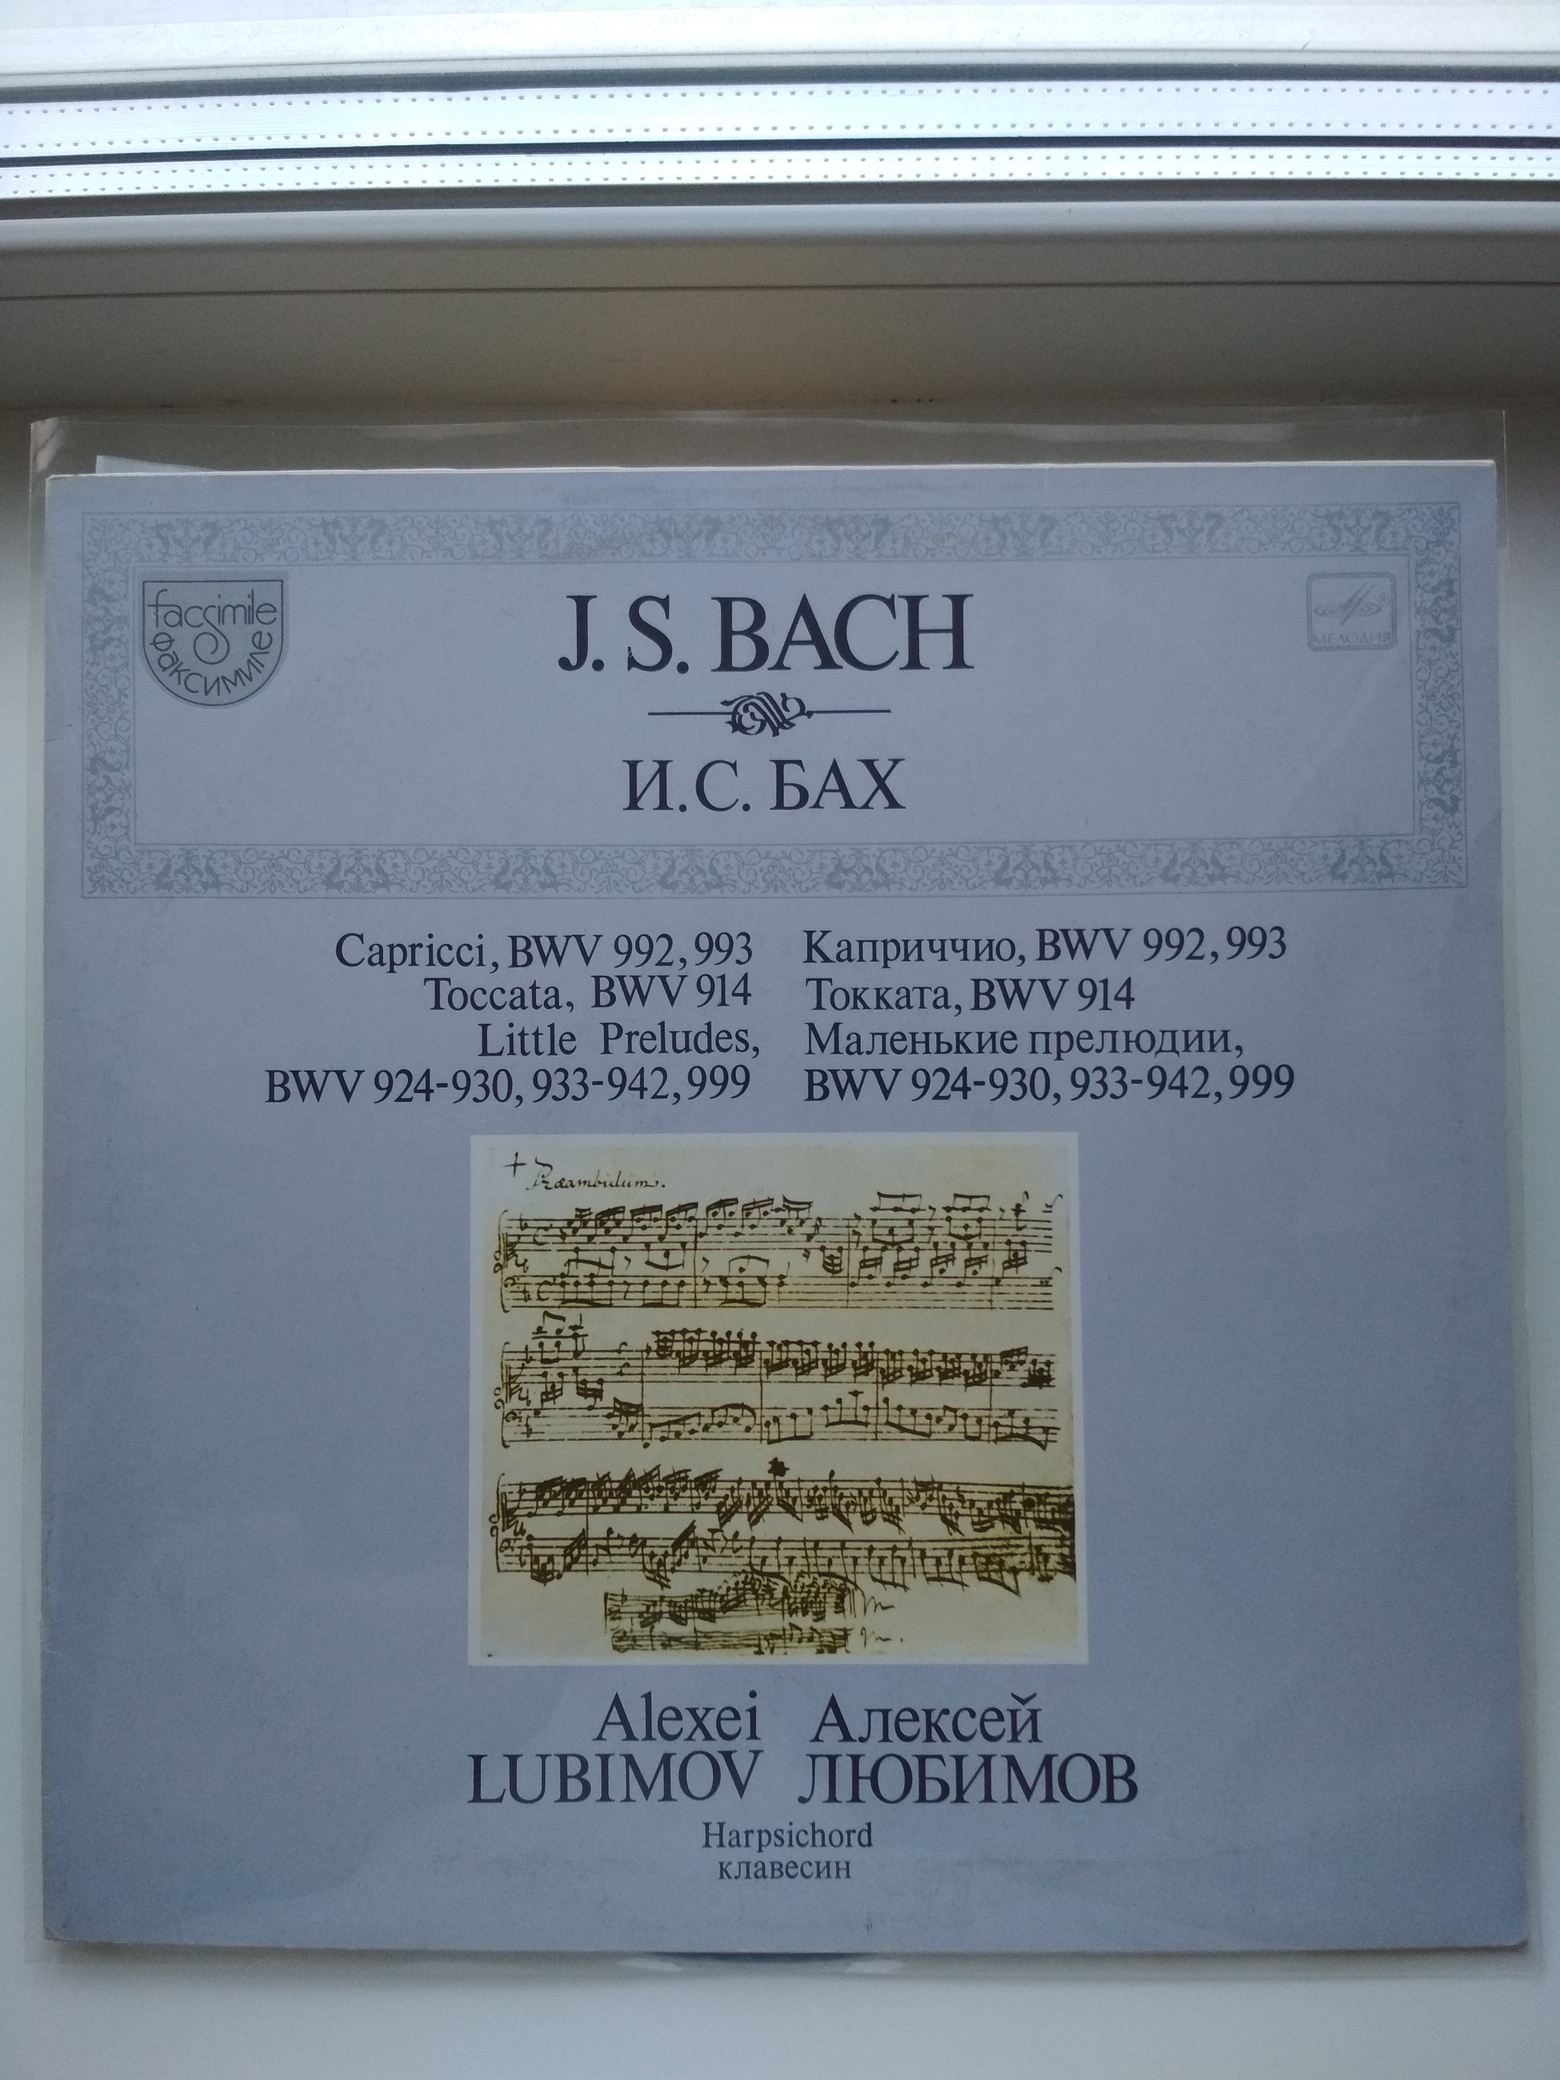 facsimile
факсимиле
МЕЛОДИЯ
J. S. BACH
И. С. БАХ
Capricci, BWV 992, 993
Toccata, BWV 914
Little Preludes,
BWV 924-930, 933-942, 999
Каприччио, BWV 992, 993
Токката, BWV 914
Маленькие прелюдии,
BWV 924-930, 933-942, 999
Praeambulum.
Alexei
LUBIMOV
Алексей
ЛЮБИМОВ
Harpsichord
клавесин